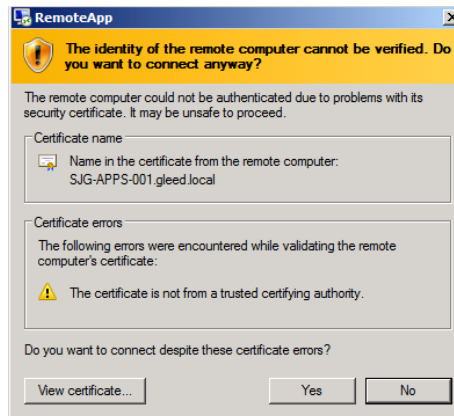 RemoteApp
The identity of the remote computer cannot be verified. Do
you want to connect anyway?
The remote computer could not be authenticated due to problems with its
security certificate. It may be unsafe to proceed.
Certificate name
Name in the certificate from the remote computer:
SJG-APPS-001.gleed.local
Certificate errors
The following errors were encountered while validating the remote
computer's certificate:
The certificate is not from a trusted certifying authority.
Do you want to connect despite these certificate errors?
View certificate...
Yes
No